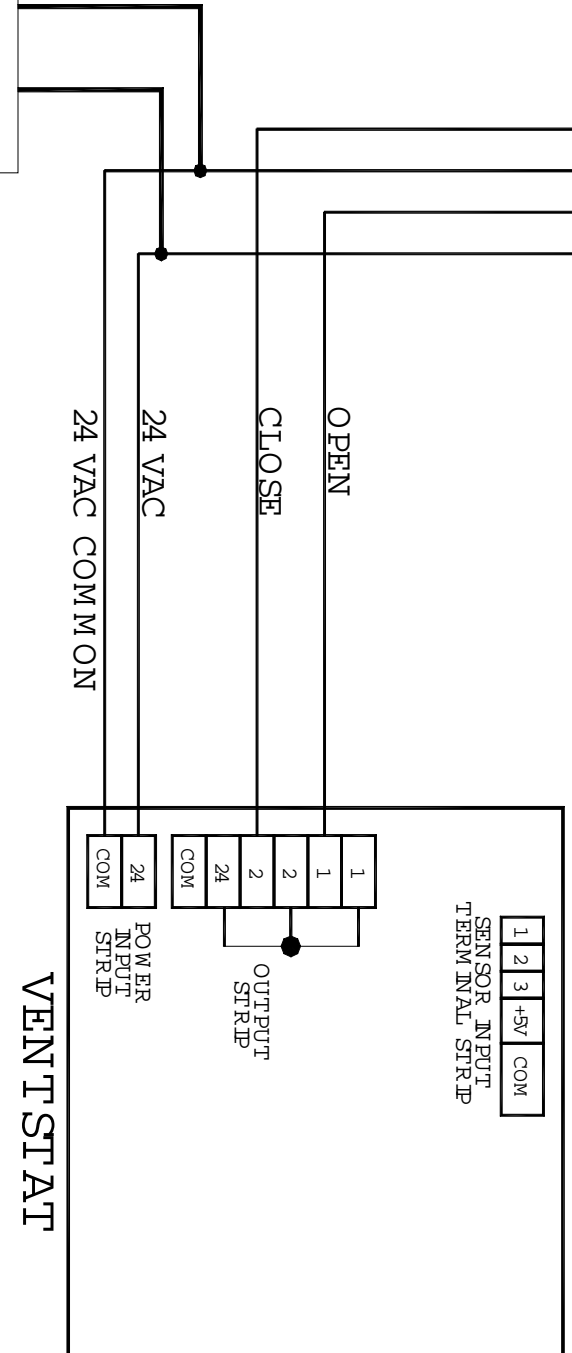 OPEN
CLOSE
24 VAC
24 VAC COMMON
1
1
2
2
24
COM
24
COM
OUTPUT
STRIP
POWER
INPUT
STRIP
1
2
3
+5V
COM
SENSOR INPUT
TERMINAL STRIP
VENTSTAT